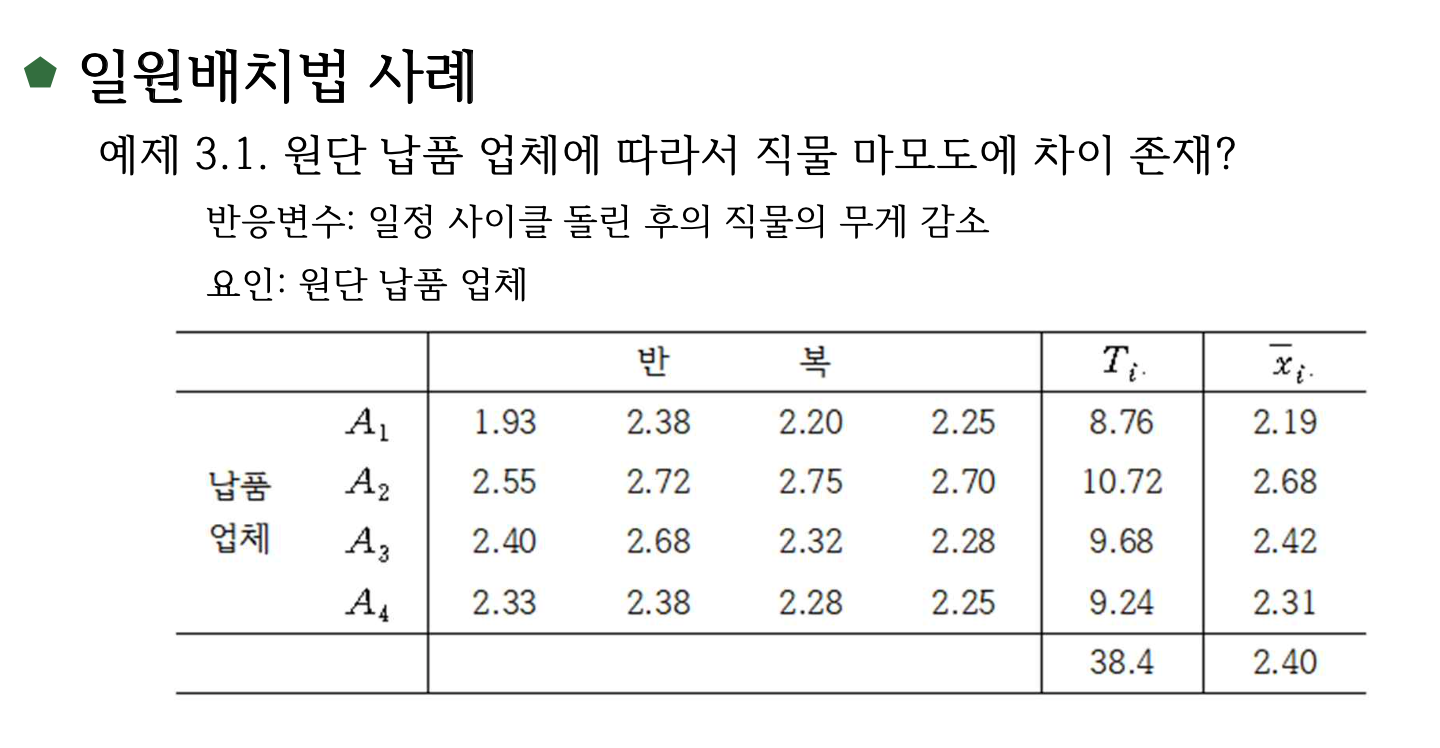 일원배치법 사례
예제 3.1. 원단 납품 업체에 따라서 직물 마모도에 차이 존재?
반응변수: 일정 사이클 돌린 후의 직물의 무게 감소
요인: 원단 납품 업체
반 복 T_{i.} \overline{x}_{i.}
A_1 1.93 2.38 2.20 2.25 8.76 2.19
납품 A_2 2.55 2.72 2.75 2.70 10.72 2.68
업체 A_3 2.40 2.68 2.32 2.28 9.68 2.42
A_4 2.33 2.38 2.28 2.25 9.24 2.31
38.4 2.40